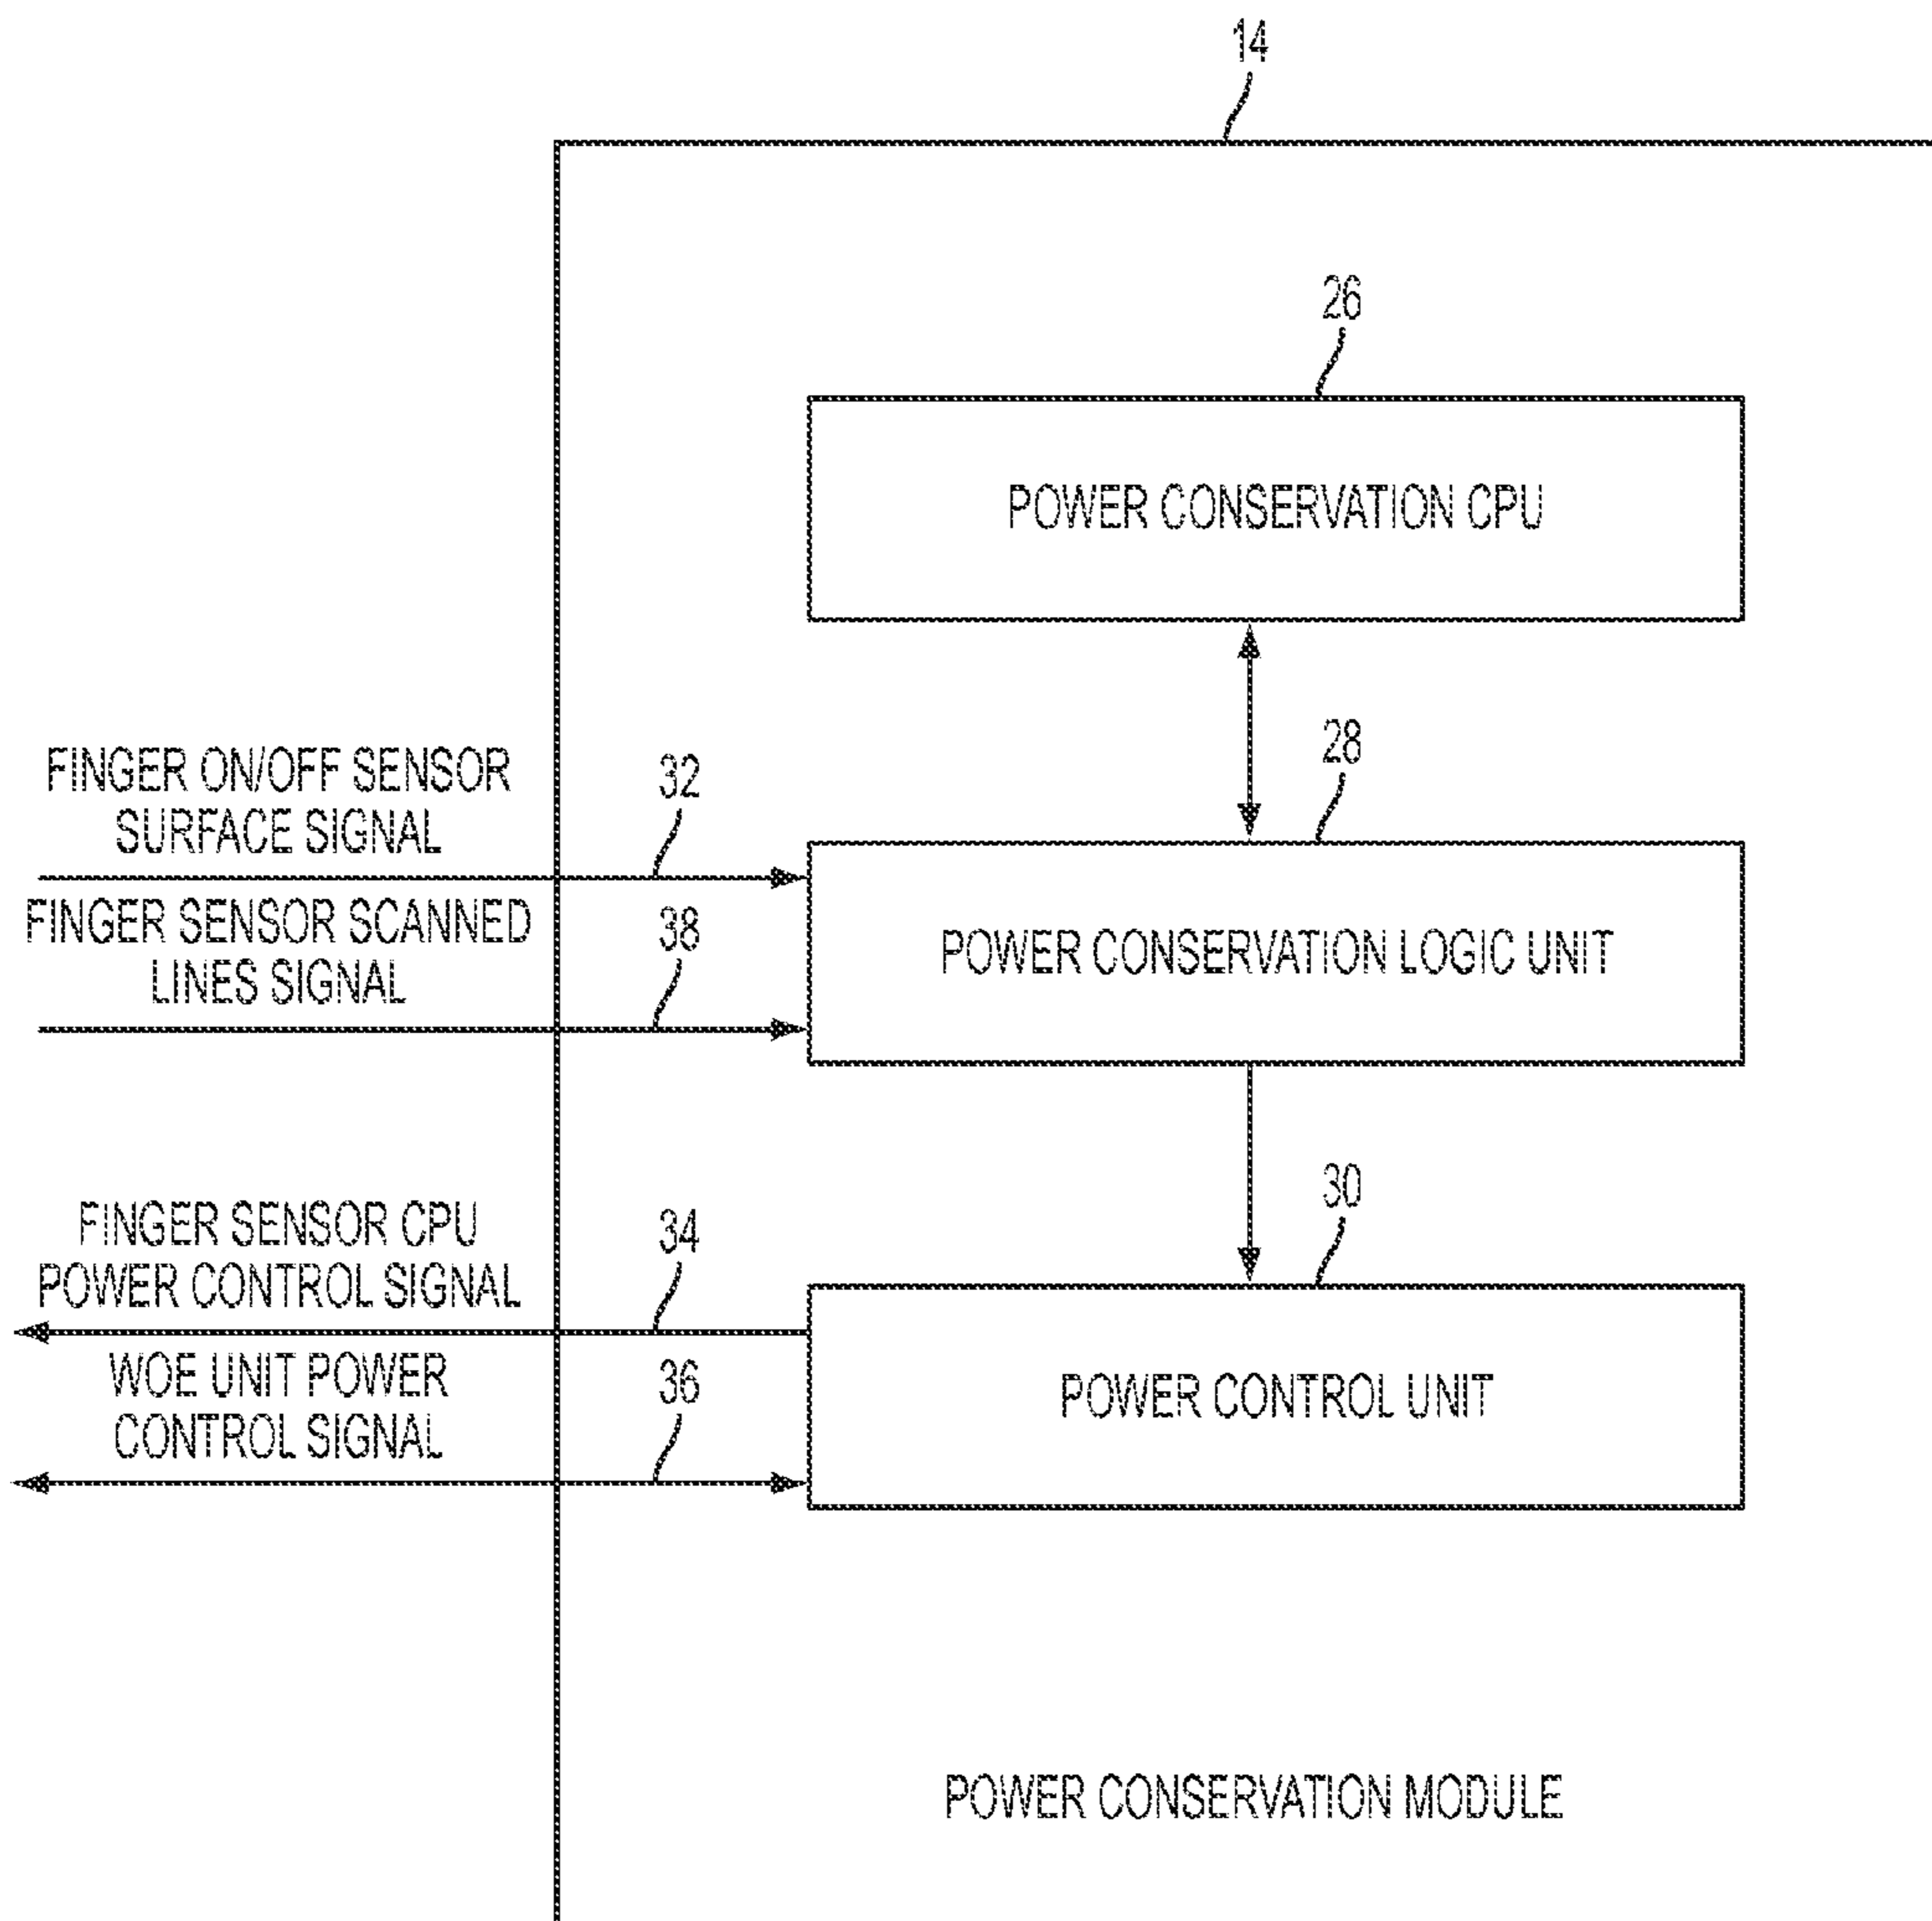 14
26
POWER CONSERVATION CPU
28
FINGER ON/OFF SENSOR
SURFACE SIGNAL
32
FINGER SENSOR SCANNED
LINES SIGNAL
38
POWER CONSERVATION LOGIC UNIT
30
FINGER SENSOR CPU
POWER CONTROL SIGNAL
34
WOE UNIT POWER
CONTROL SIGNAL
36
POWER CONTROL UNIT
POWER CONSERVATION MODULE